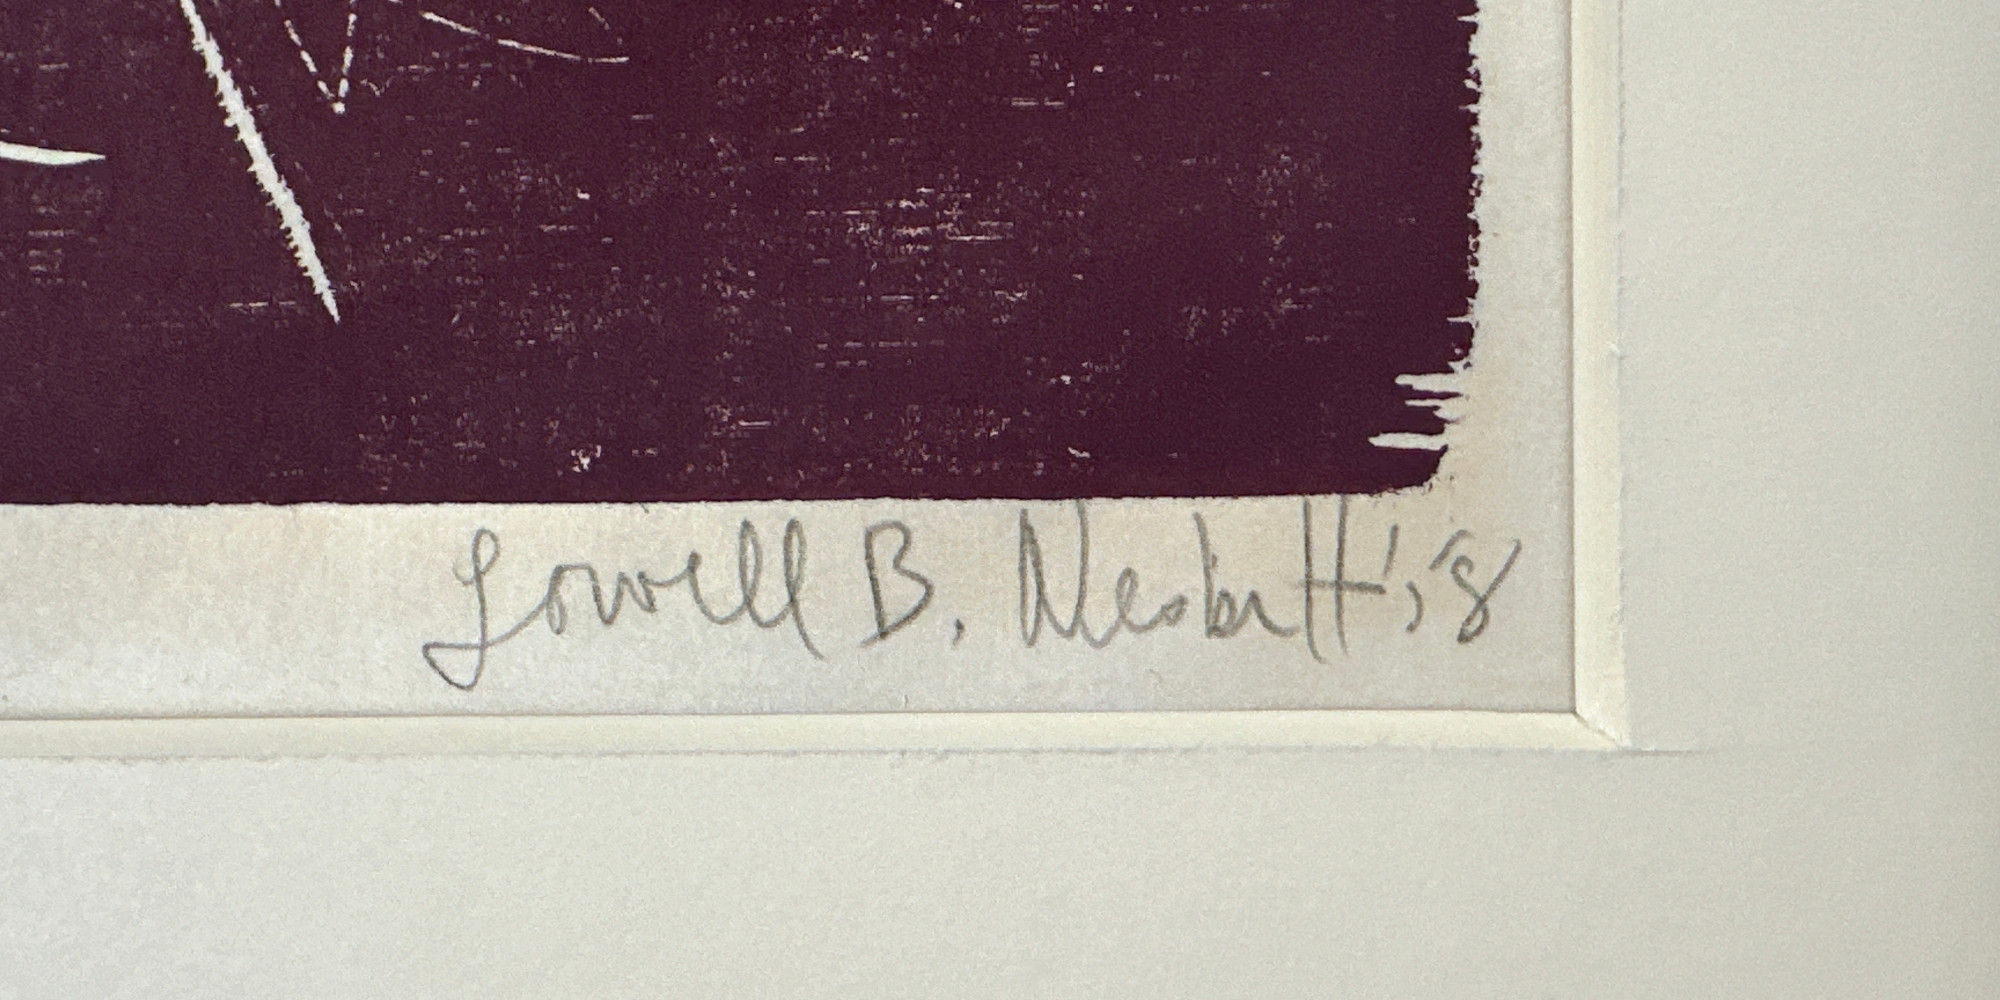 Lowell B. Nesbitt, '58